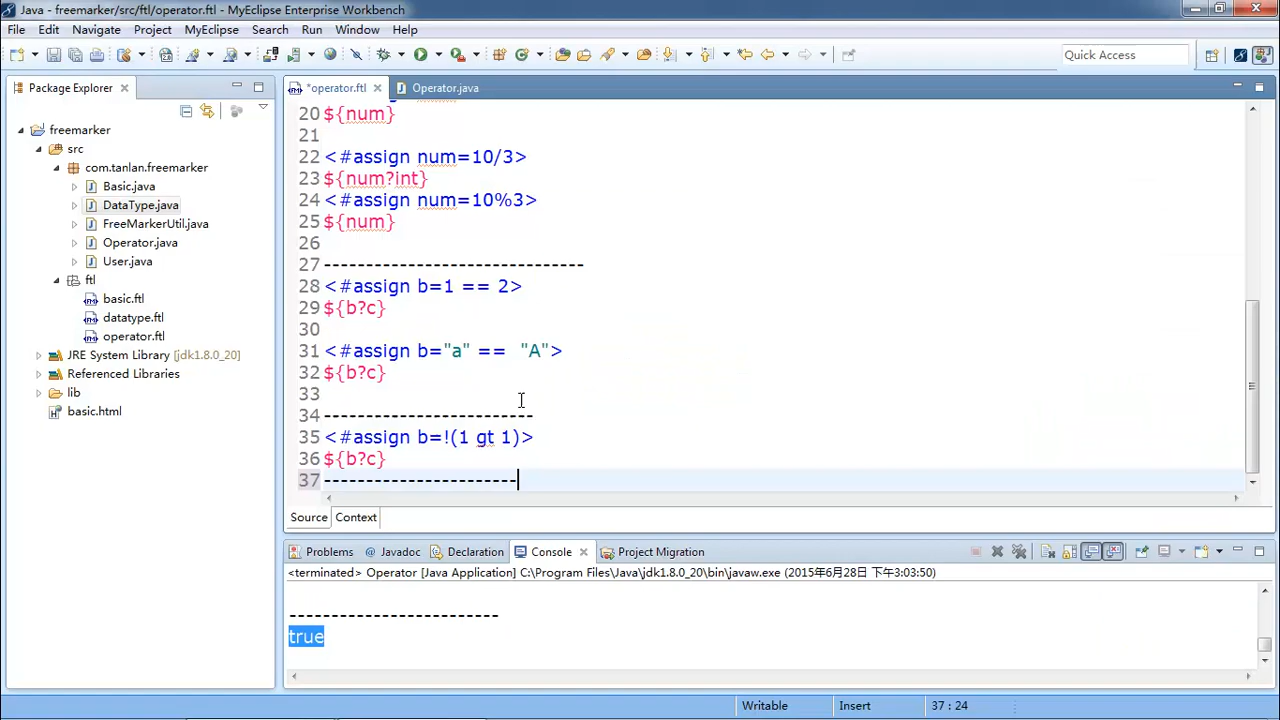 Java - freemarker/src/ftl/operator.ftl - MyEclipse Enterprise Workbench
File Edit Navigate Project MyEclipse Search Run Window Help
Quick Access
Package Explorer
*operator.ftl Operator.java
freemarker
src
com.tanlan.freemarker
Basic.java
DataType.java
FreeMarkerUtil.java
Operator.java
User.java
ftl
basic.ftl
datatype.ftl
operator.ftl
JRE System Library [jdk1.8.0_20]
Referenced Libraries
lib
basic.html
20 ${num}
21
22 <#assign num=10/3>
23 ${num?int}
24 <#assign num=10%3>
25 ${num}
26
27 -------------------------------
28 <#assign b=1 == 2>
29 ${b?c}
30
31 <#assign b="a" ==  "A">
32 ${b?c}
33
34 -------------------------
35 <#assign b=!(1 gt 1)>
36 ${b?c}
37 -----------------------
Source Context
Problems @ Javadoc Declaration Console Project Migration
<terminated> Operator [Java Application] C:\Program Files\Java\jdk1.8.0_20\bin\javaw.exe (2015年6月28日 下午3:03:50)
-------------------------
true
Writable Insert 37 : 24